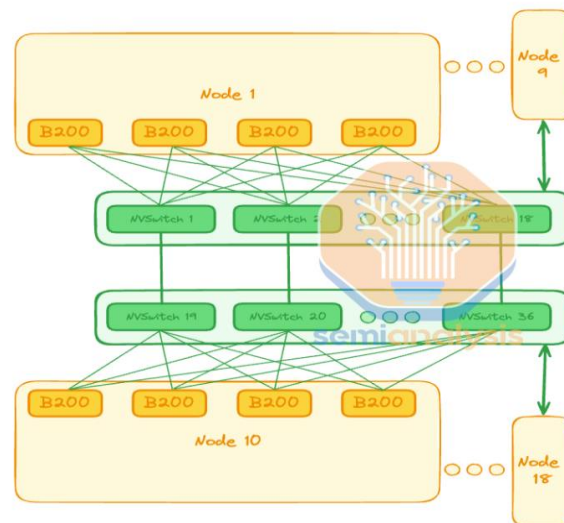 Node 1
Node
9
B200 B200 B200 B200
NVSwitch 1 NVSwitch 2 NVSwitch 18
NVSwitch 19 NVSwitch 20 NVSwitch 36
semianalysis
B200 B200 B200 B200
Node 10
Node
18